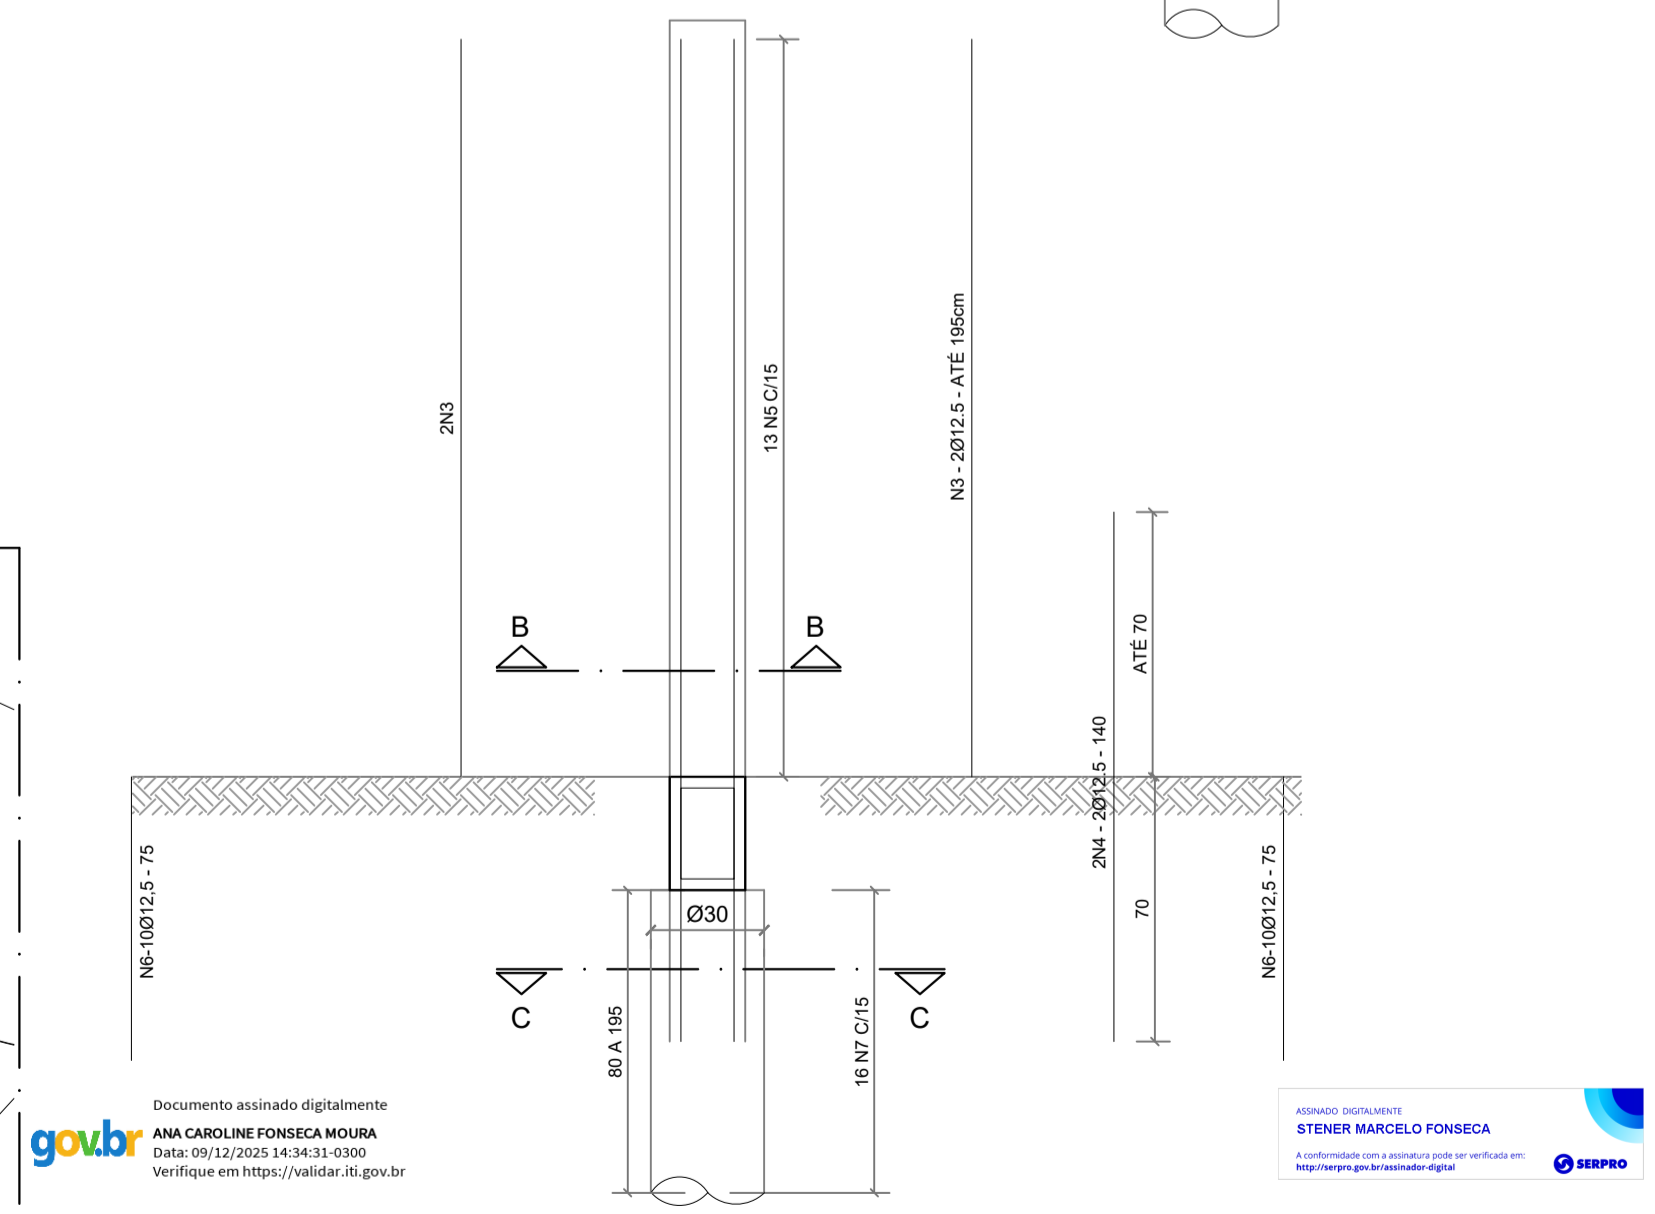 2N3
13 N5 C/15
N3 - 2Ø12.5 - ATÉ 195cm
B
B
ATÉ 70
2N4 - 2Ø12.5 - 140
N6-10Ø12,5 - 75
Ø30
70
N6-10Ø12,5 - 75
C
C
80 A 195
16 N7 C/15
gov.br
Documento assinado digitalmente
ANA CAROLINE FONSECA MOURA
Data: 09/12/2025 14:34:31-0300
Verifique em https://validar.iti.gov.br
ASSINADO DIGITALMENTE
STENER MARCELO FONSECA
A conformidade com a assinatura pode ser verificada em:
http://serpro.gov.br/assinador-digital
SERPRO